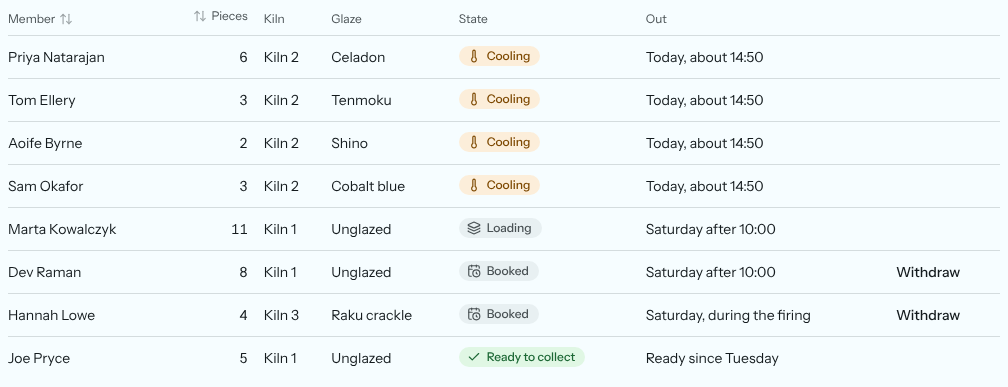 Member Pieces Kiln Glaze State Out
Priya Natarajan 6 Kiln 2 Celadon Cooling Today, about 14:50
Tom Ellery 3 Kiln 2 Tenmoku Cooling Today, about 14:50
Aoife Byrne 2 Kiln 2 Shino Cooling Today, about 14:50
Sam Okafor 3 Kiln 2 Cobalt blue Cooling Today, about 14:50
Marta Kowalczyk 11 Kiln 1 Unglazed Loading Saturday after 10:00
Dev Raman 8 Kiln 1 Unglazed Booked Saturday after 10:00 Withdraw
Hannah Lowe 4 Kiln 3 Raku crackle Booked Saturday, during the firing Withdraw
Joe Pryce 5 Kiln 1 Unglazed Ready to collect Ready since Tuesday